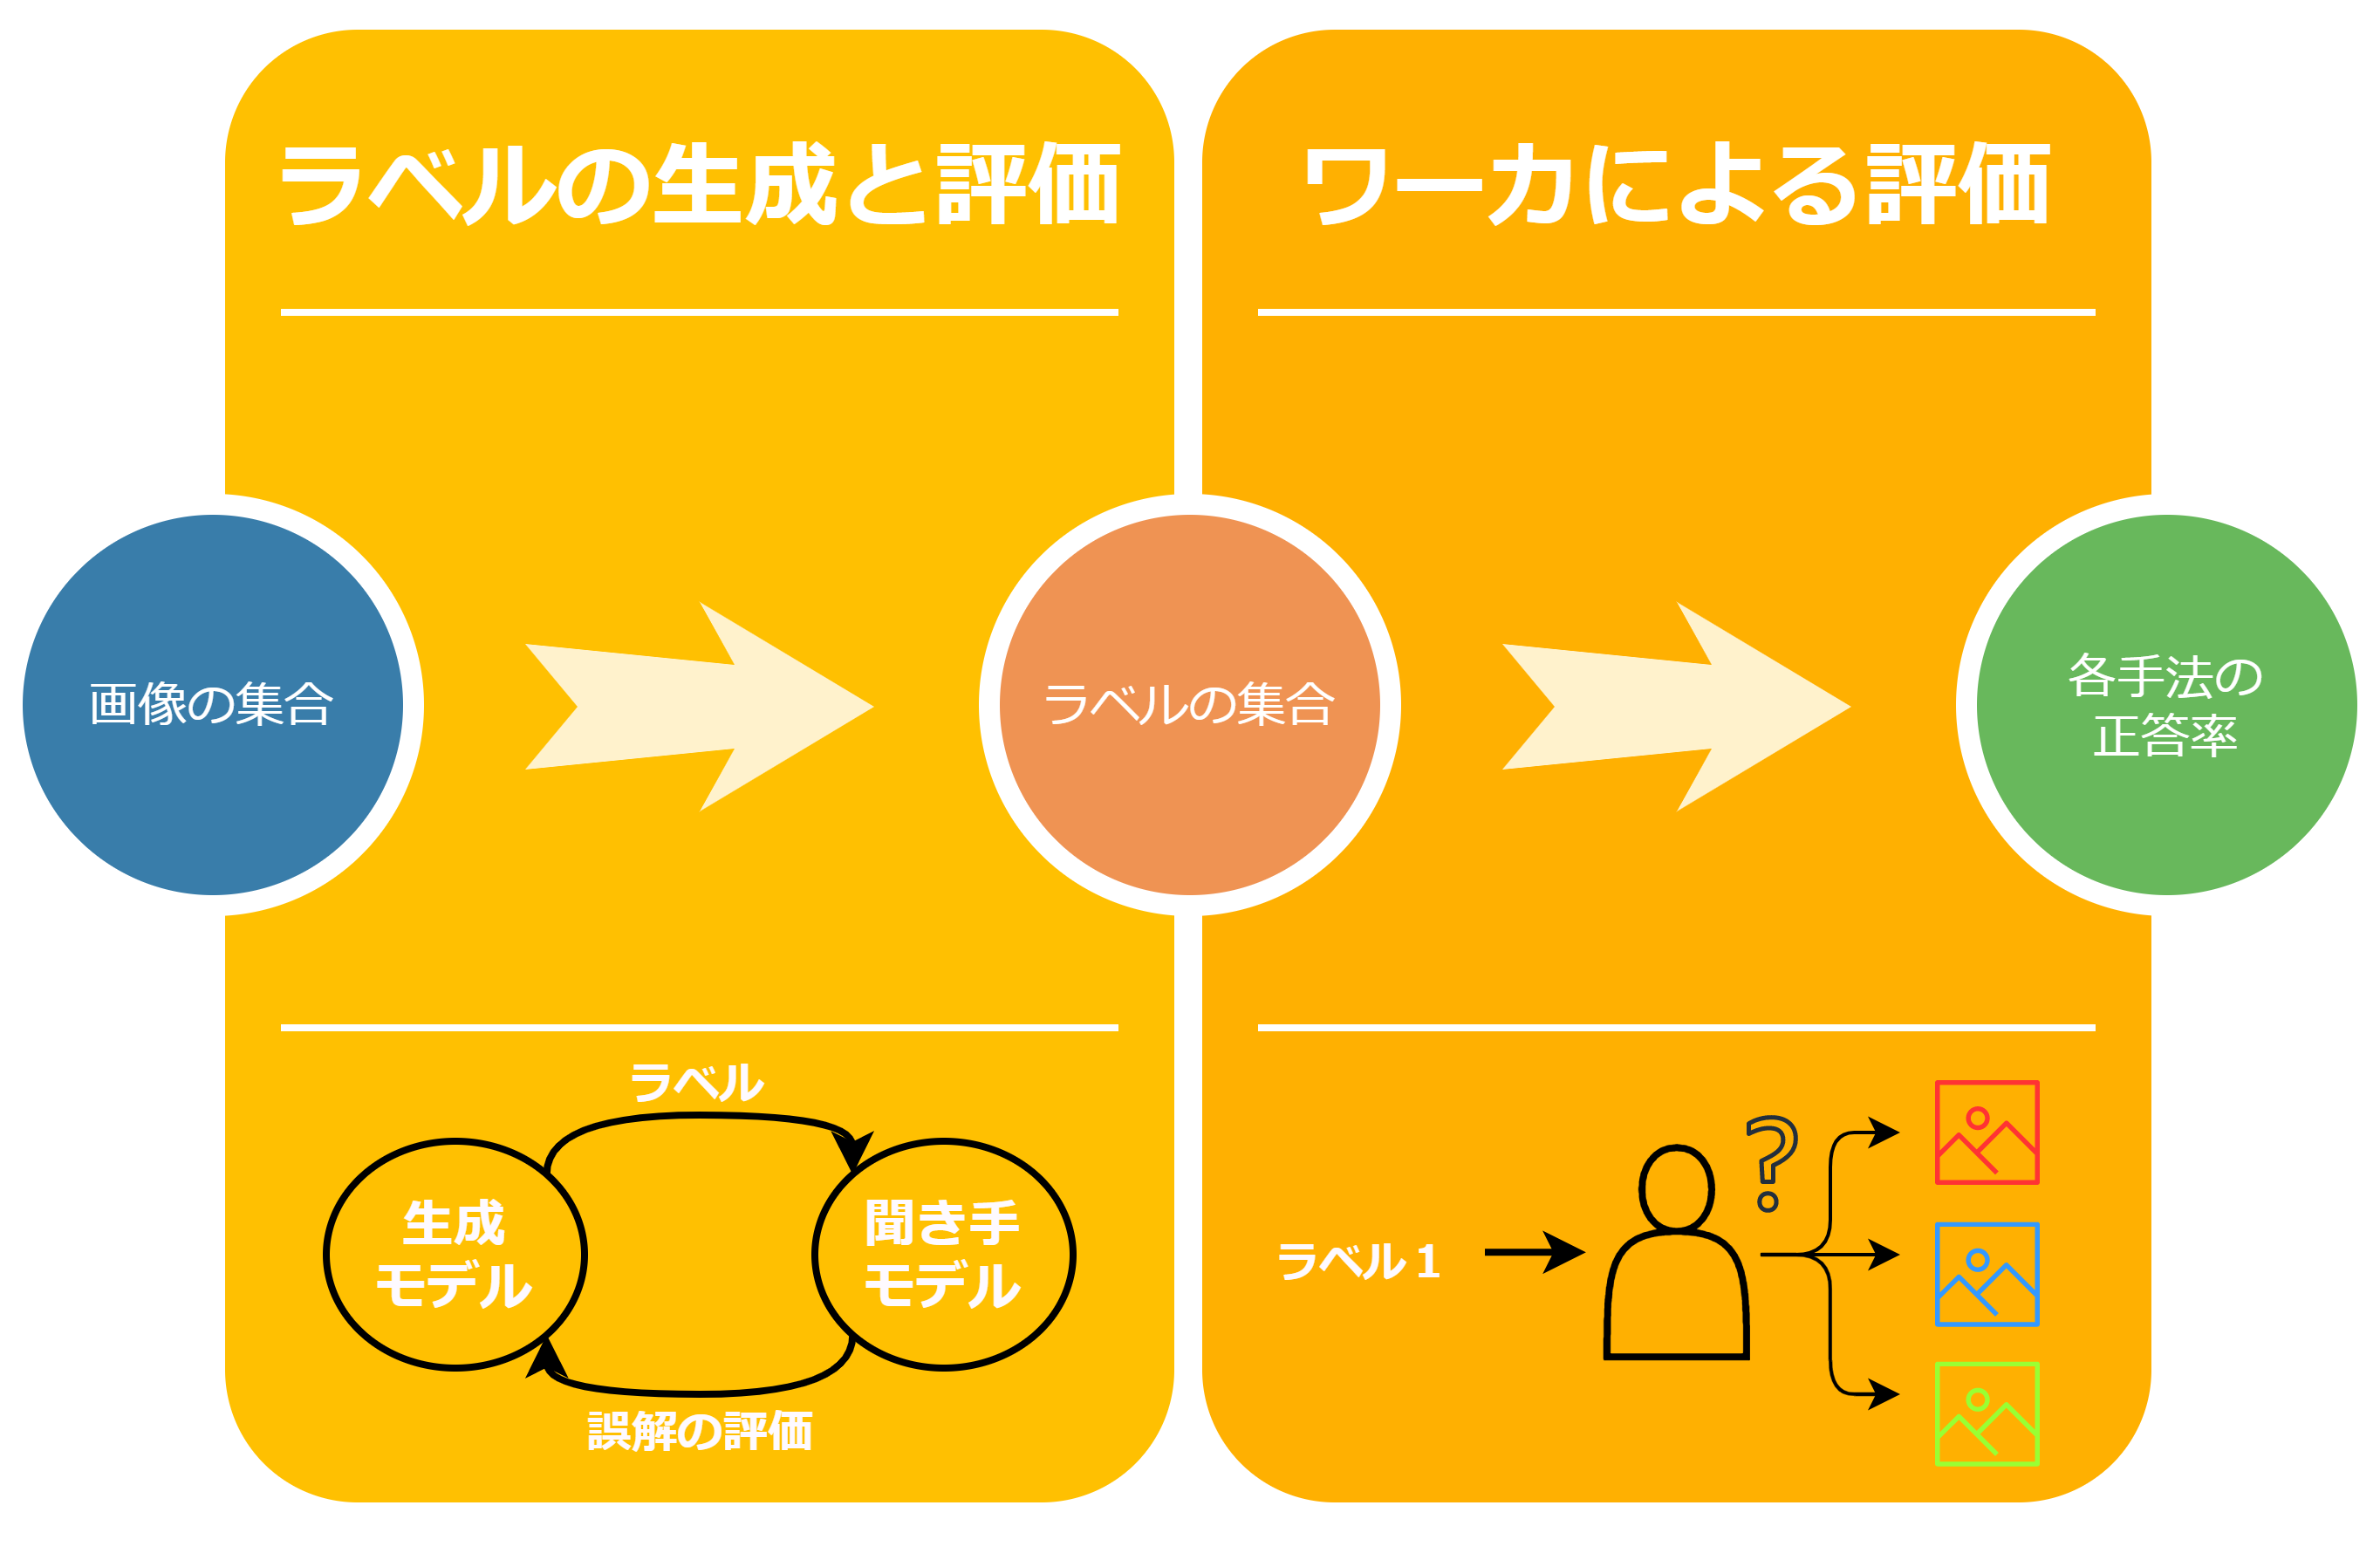 ラベルの生成と評価
ワーカによる評価
画像の集合
ラベルの集合
各手法の
正答率
ラベル
生成
モデル
聞き手
モデル
誤解の評価
ラベル 1
?